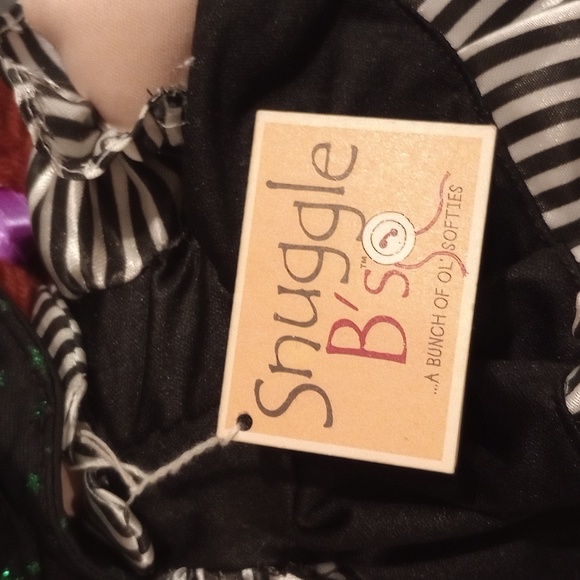 Snuggle
B's™
...A BUNCH OF OL' SOFTIES